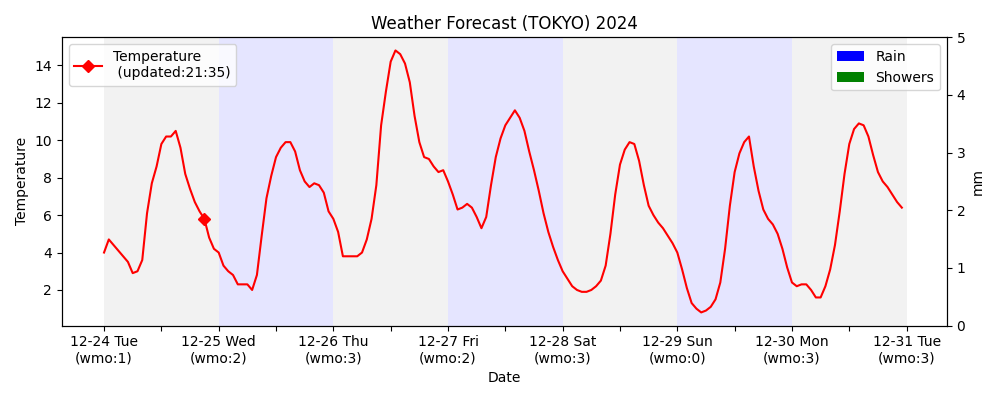 Weather Forecast (TOKYO) 2024
Temperature
(updated:21:35)
Rain
Showers
Temperature
14
12
10
8
6
4
2
5
4
3
2
1
0
mm
12-24 Tue
(wmo:1)
12-25 Wed
(wmo:2)
12-26 Thu
(wmo:3)
12-27 Fri
(wmo:2)
12-28 Sat
(wmo:3)
12-29 Sun
(wmo:0)
12-30 Mon
(wmo:3)
12-31 Tue
(wmo:3)
Date